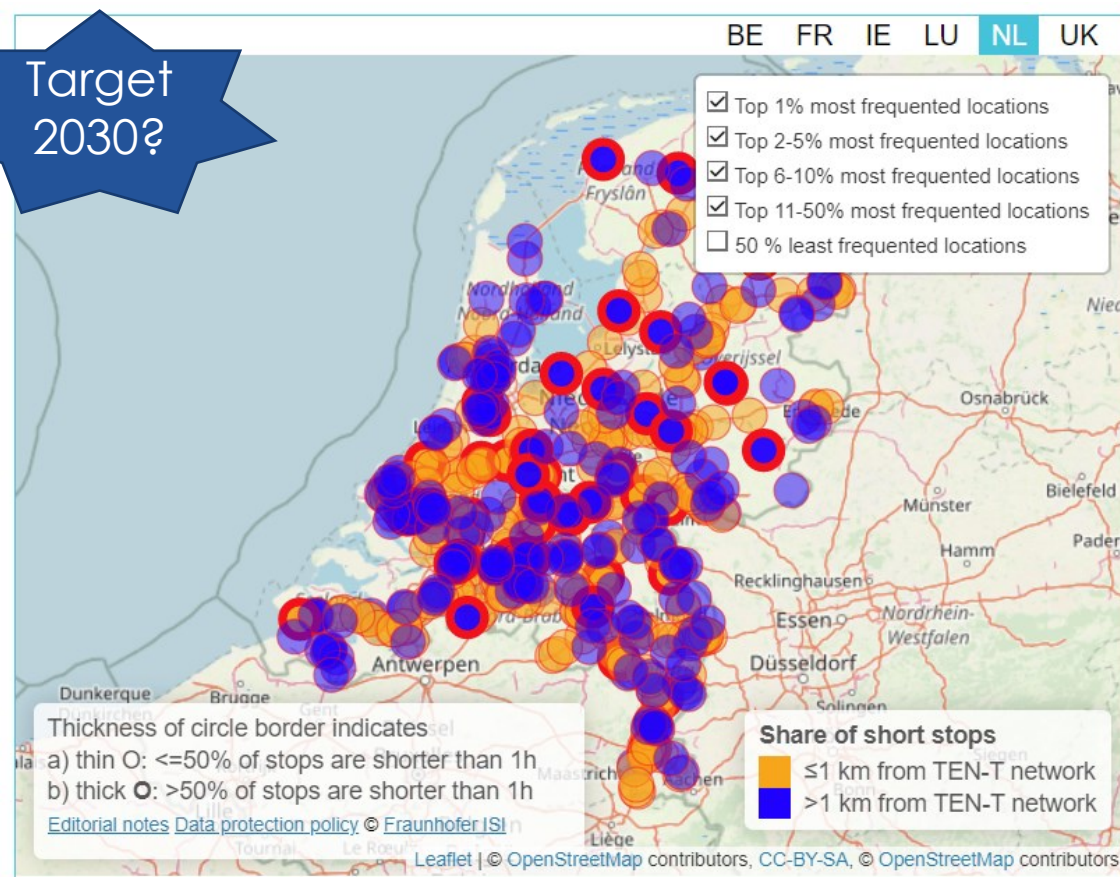 Target
2030?
BE FR IE LU NL UK
Top 1% most frequented locations
Top 2-5% most frequented locations
Top 6-10% most frequented locations
Top 11-50% most frequented locations
50 % least frequented locations
Fryslân
Overijssel
Osnabrück
Münster
Bielefeld
Hamm
Recklinghausen
Essen
Nordrhein-
Westfalen
Antwerpen
Düsseldorf
Dunkerque
Brugge
Gent
Solingen
Thickness of circle border indicates
a) thin O: <=50% of stops are shorter than 1h
b) thick O: >50% of stops are shorter than 1h
Editorial notes Data protection policy © Fraunhofer ISI
Share of short stops
≤1 km from TEN-T network
>1 km from TEN-T network
Siegen
Bonn
Lille
Tournai
Liège
Leaflet | © OpenStreetMap contributors, CC-BY-SA, © OpenStreetMap contributors